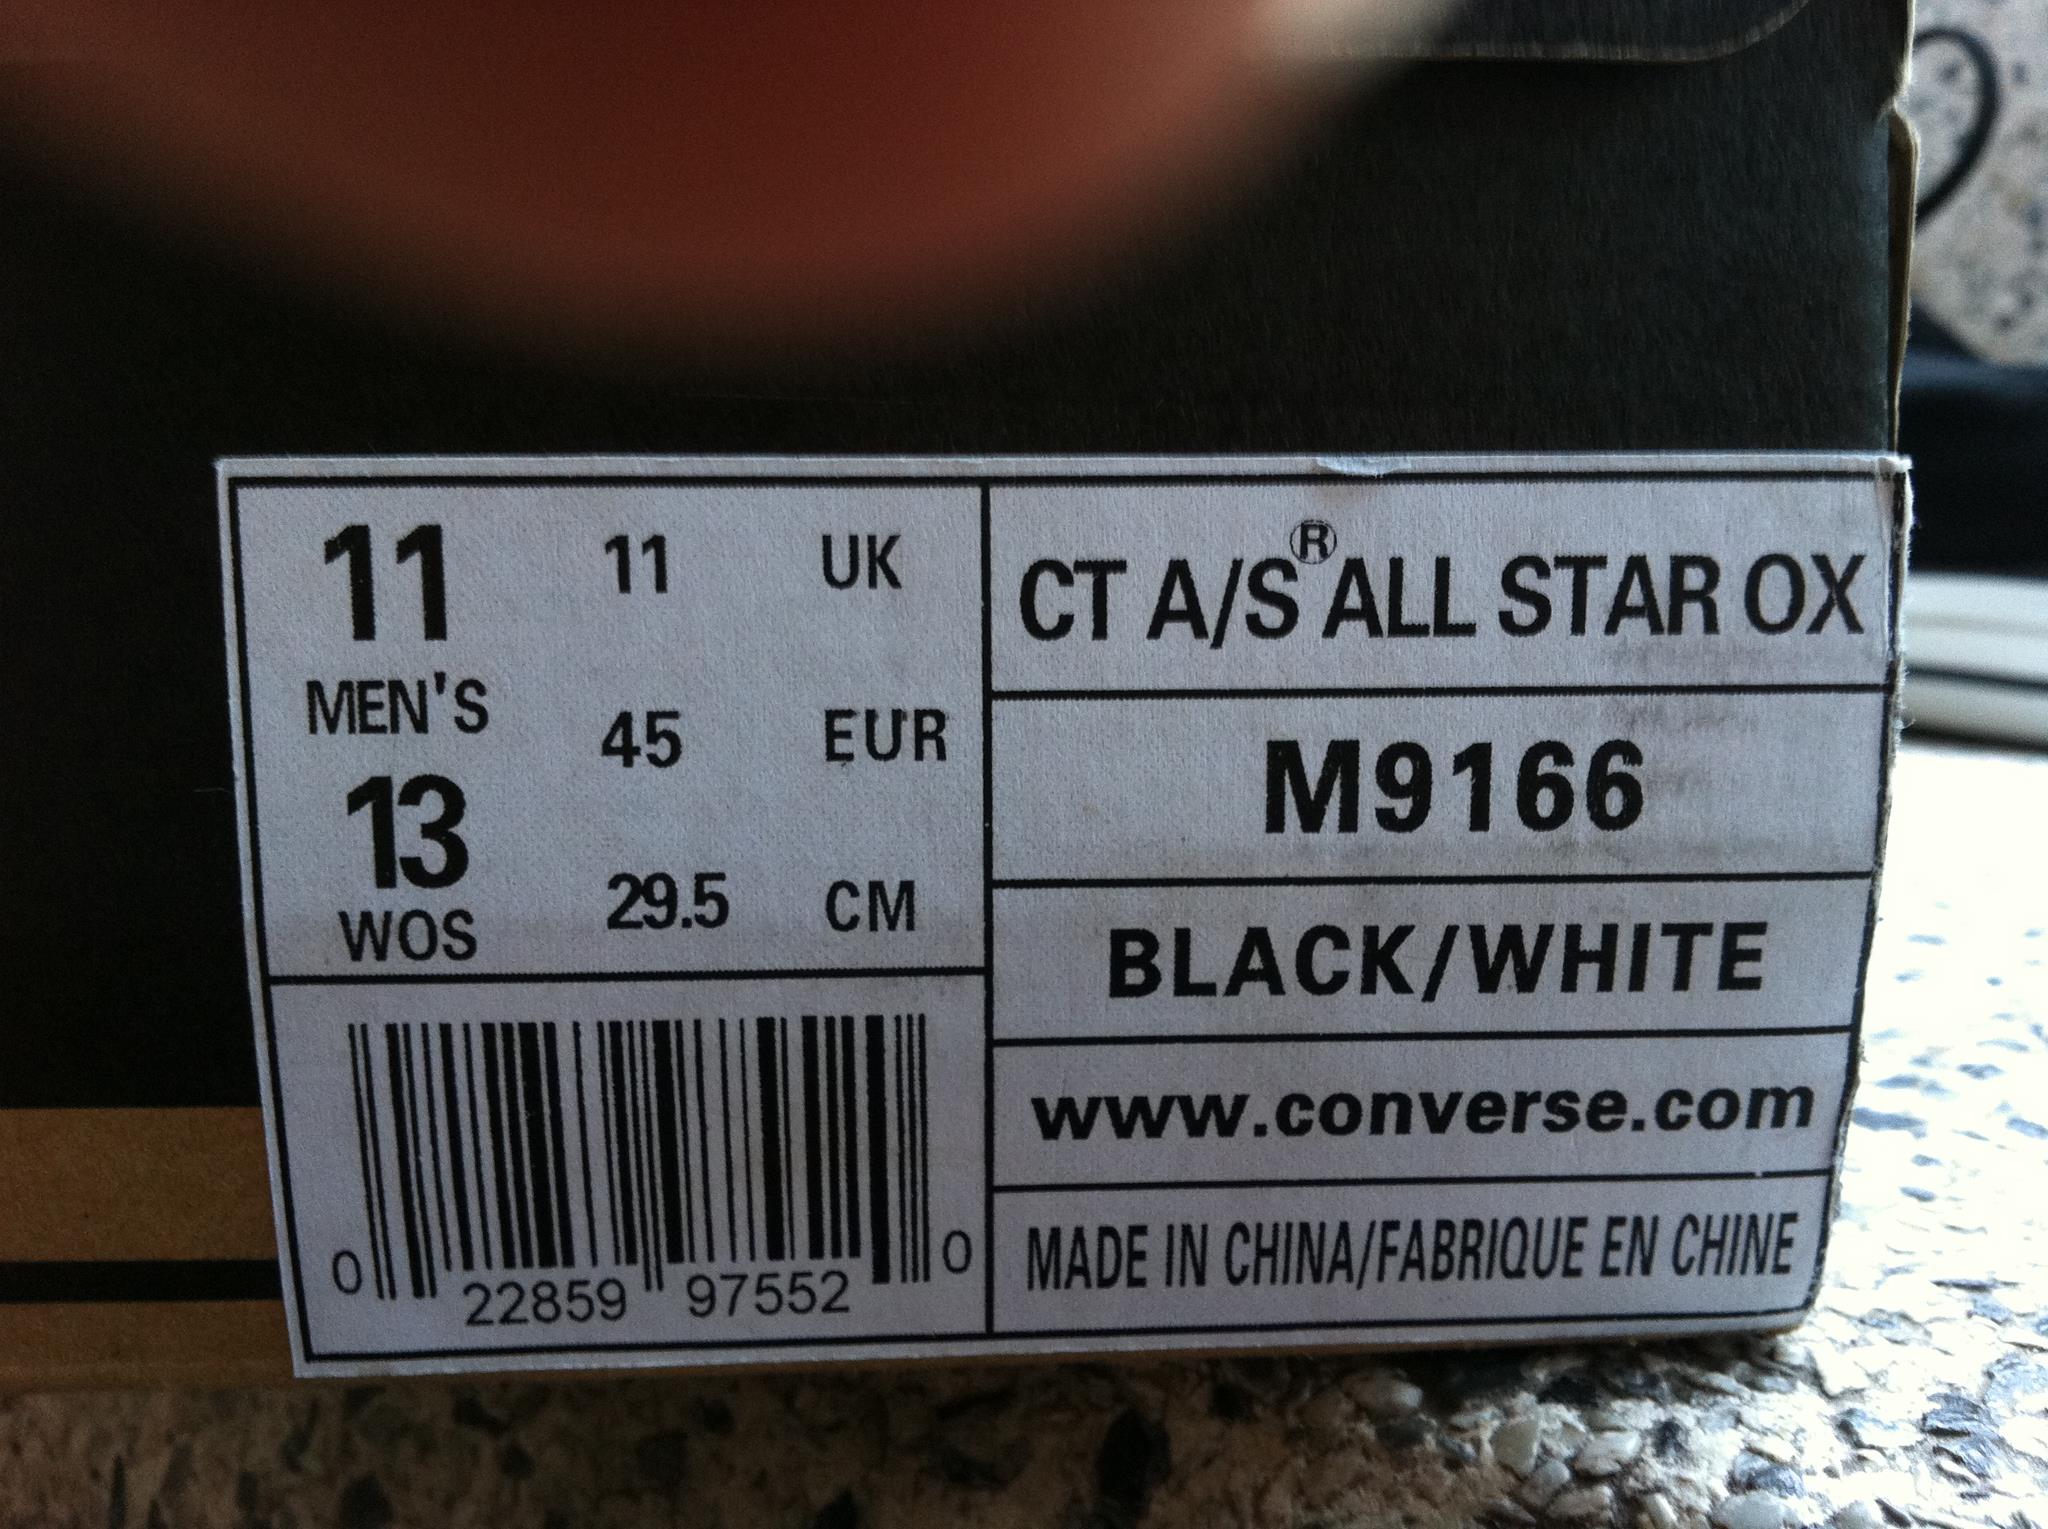 11 11 UK
MEN'S
45 EUR
13
WOS
29.5 CM
0 22859 97552 0
CT A/S® ALL STAR OX
M9166
BLACK/WHITE
www.converse.com
MADE IN CHINA/FABRIQUE EN CHINE